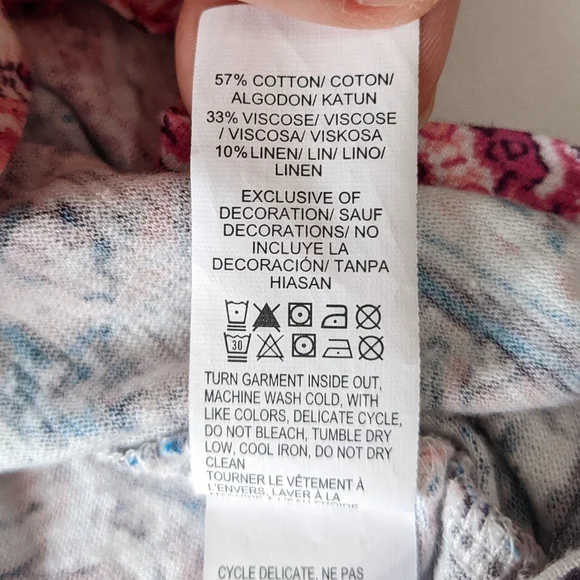 57% COTTON/ COTON/
ALGODON/ KATUN
33% VISCOSE/ VISCOSE
/ VISCOSA/ VISKOSA
10% LINEN/ LIN/ LINO/
LINEN
EXCLUSIVE OF
DECORATION/ SAUF
DECORATIONS/ NO
INCLUYE LA
DECORACIÓN/ TANPA
HIASAN
30
TURN GARMENT INSIDE OUT,
MACHINE WASH COLD, WITH
LIKE COLORS, DELICATE CYCLE,
DO NOT BLEACH, TUMBLE DRY
LOW, COOL IRON, DO NOT DRY
CLEAN
TOURNER LE VÊTEMENT À
L'ENVERS, LAVER À LA
CYCLE DELICATE, NE PAS